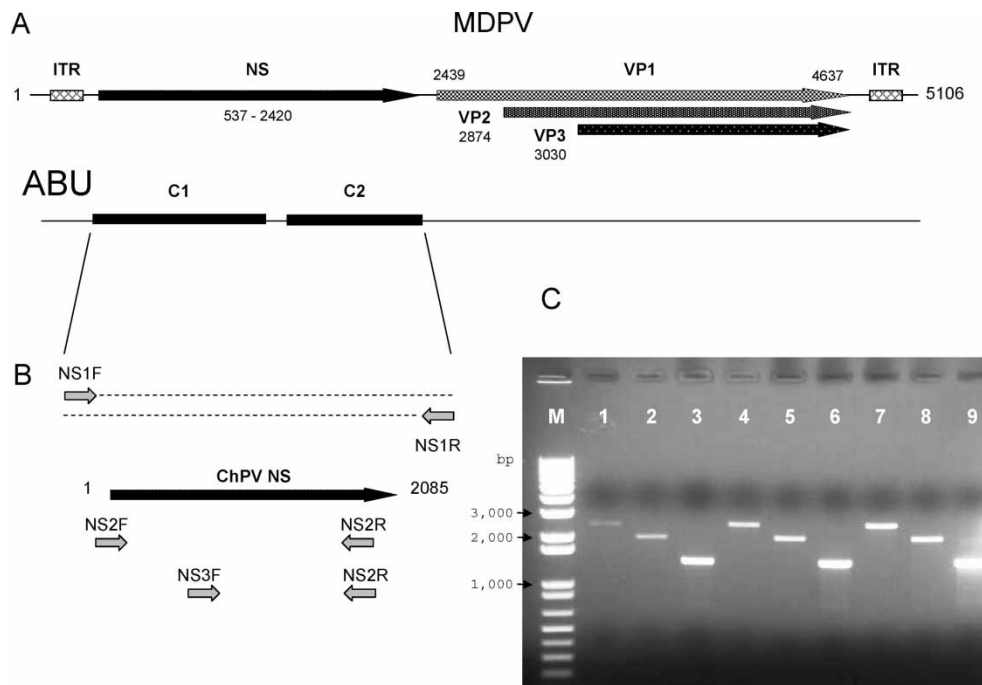 A
MDPV
ITR NS 2439 VP1 4637 ITR
1 5106
537 - 2420
VP2
2874
VP3
3030
ABU
C1 C2
B
NS1F
NS1R
ChPV NS
1 2085
NS2F NS2R
NS3F NS2R
C
M 1 2 3 4 5 6 7 8 9
bp
3,000
2,000
1,000